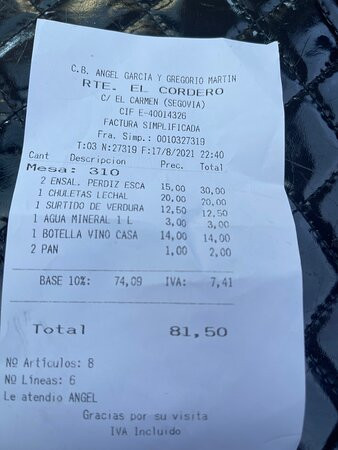 C.B. ANGEL GARCIA Y GREGORIO MARTIN
RTE. EL CORDERO
C/ EL CARMEN (SEGOVIA)
CIF E-40014326
FACTURA SIMPLIFICADA
Fra. Simp.: 0010327319
T:03 N:27319 F:17/8/2021 22:40
Cant Descripcion Prec. Total
Mesa: 310
2 ENSAL. PERDIZ ESCA 15,00 30,00
1 CHULETAS LECHAL 20,00 20,00
1 SURTIDO DE VERDURA 12,50 12,50
1 AGUA MINERAL 1 L 3,00 3,00
1 BOTELLA VINO CASA 14,00 14,00
2 PAN 1,00 2,00
BASE 10%: 74,09 IVA: 7,41
Total 81,50
Nº Artículos: 8
Nº Líneas: 6
Le atendio ANGEL
Gracias por su visita
IVA Incluido